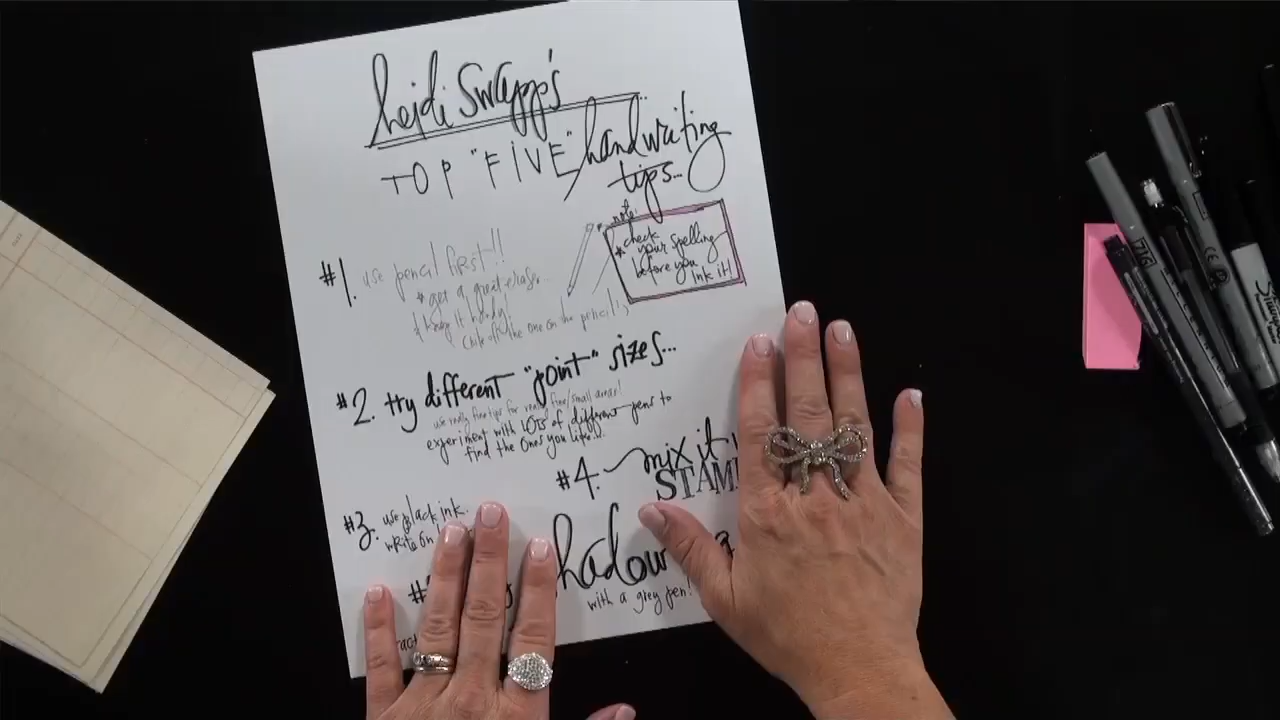 heidi swapp's
TOP "FIVE" handwriting
tips...
note:
* check
your spelling
before you
ink it!
#1. use pencil first!!
* get a great eraser...
* keep it handy!
(the one on the pencil!)
#2. try different "point" sizes...
use really fine tips for really fine/small areas!
experiment with LOTS of different pens to
find the ones you like...
#3. use black ink.
write on
#4. mix it
STAM
hadow
with a grey pen!